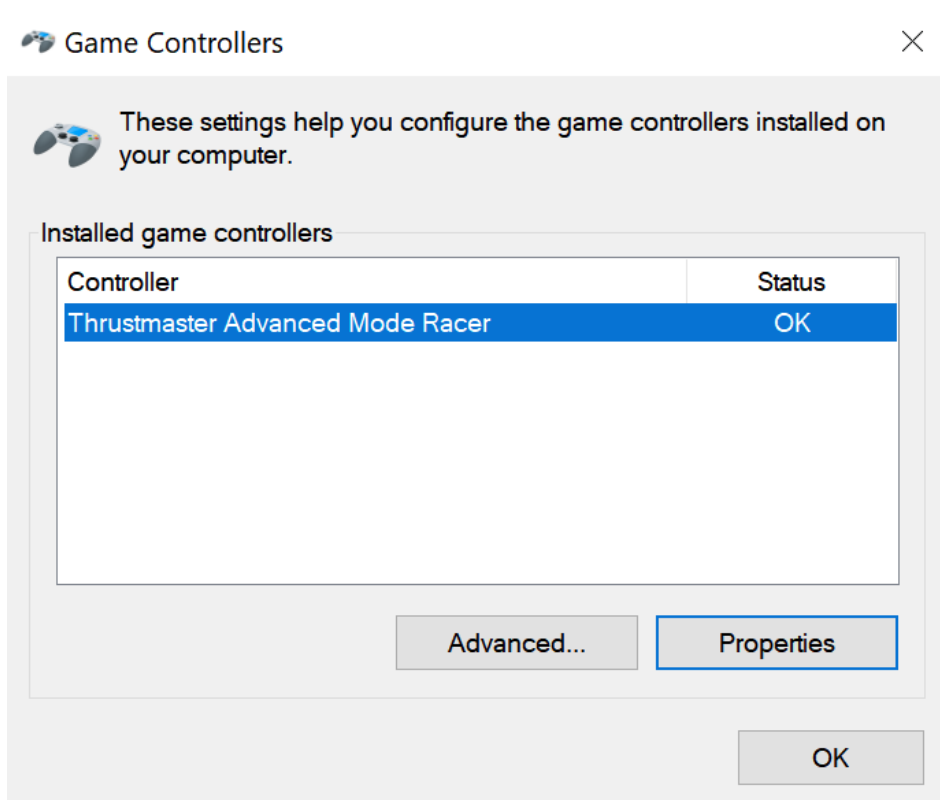 Game Controllers
These settings help you configure the game controllers installed on
your computer.
Installed game controllers
Controller Status
Thrustmaster Advanced Mode Racer OK
Advanced... Properties
OK